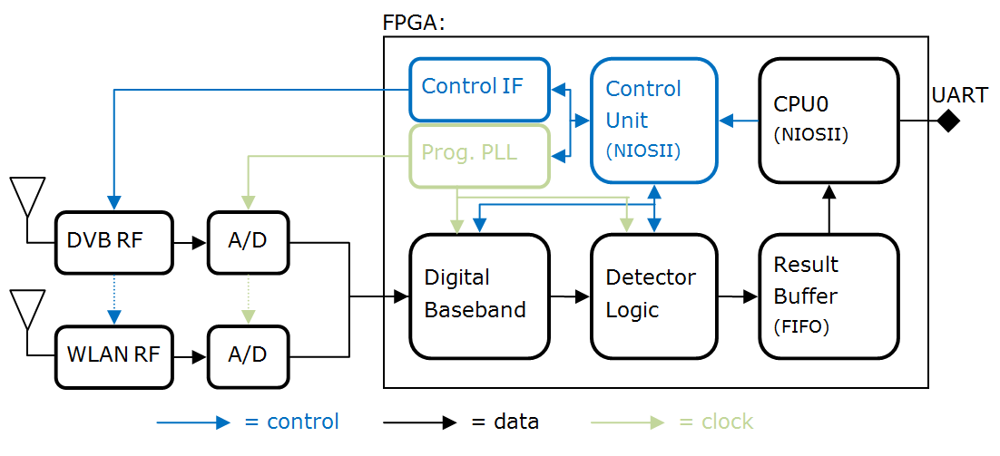 FPGA:
Control IF
Control
Unit
(NIOSII)
CPU0
(NIOSII)
UART
Prog. PLL
DVB RF
A/D
Digital
Baseband
Detector
Logic
Result
Buffer
(FIFO)
WLAN RF
A/D
= control
= data
= clock